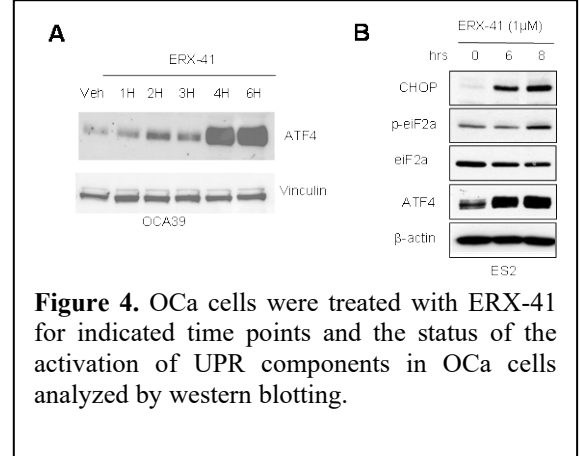 A
ERX-41
Veh 1H 2H 3H 4H 6H
ATF4
Vinculin
OCA39
B
ERX-41 (1µM)
hrs 0 6 8
CHOP
p-eiF2a
eiF2a
ATF4
β-actin
ES2
Figure 4. OCa cells were treated with ERX-41
for indicated time points and the status of the
activation of UPR components in OCa cells
analyzed by western blotting.